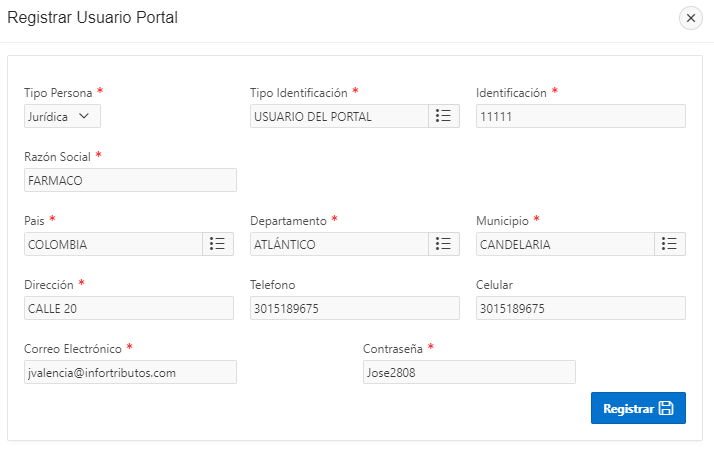 Registrar Usuario Portal
Tipo Persona * Tipo Identificación * Identificación *
Jurídica USUARIO DEL PORTAL 11111
Razón Social *
FARMACO
Pais * Departamento * Municipio *
COLOMBIA ATLÁNTICO CANDELARIA
Dirección * Telefono Celular
CALLE 20 3015189675 3015189675
Correo Electrónico * Contraseña *
jvalencia@infortributos.com Jose2808
Registrar